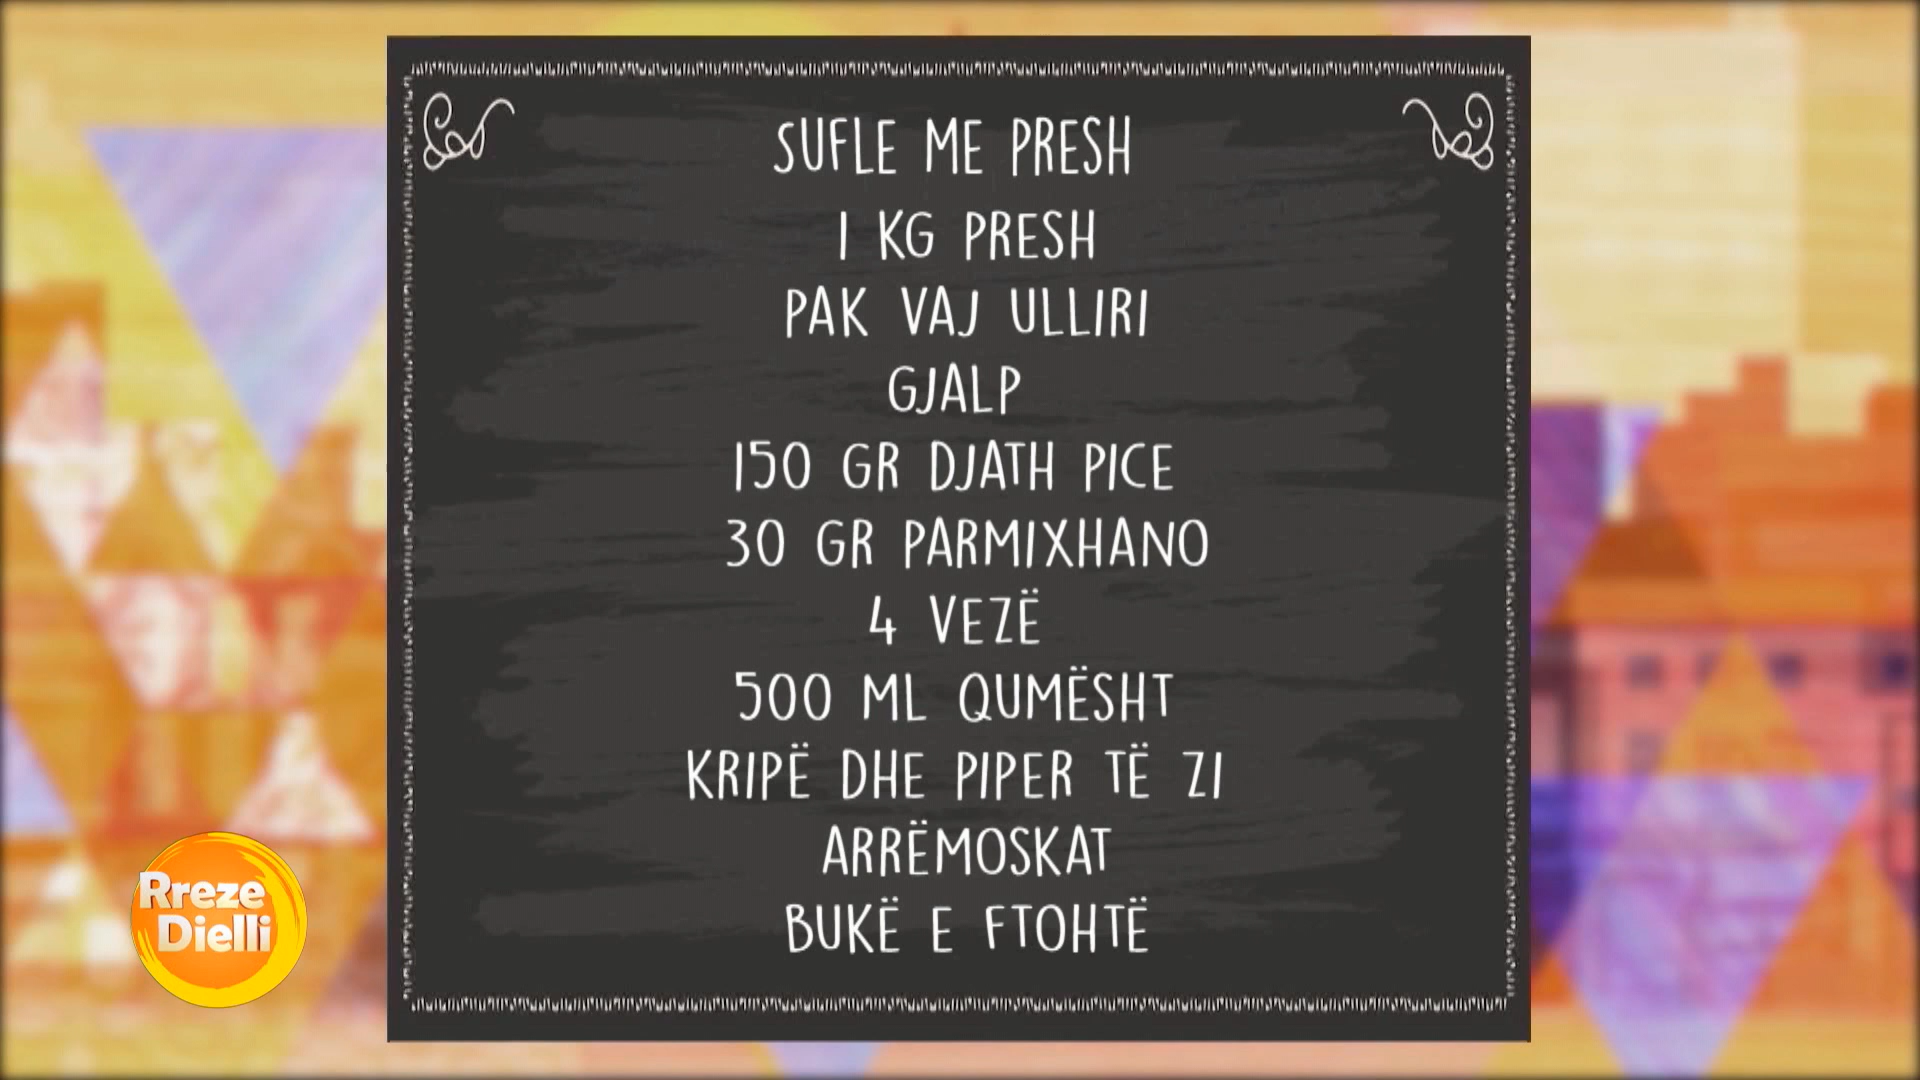 SUFLE ME PRESH
1 KG PRESH
PAK VAJ ULLIRI
GJALP
150 GR DJATH PICE
30 GR PARMIXHANO
4 VEZË
500 ML QUMËSHT
KRIPË DHE PIPER TË ZI
ARRËMOSKAT
BUKË E FTOHTË
Rreze
Dielli